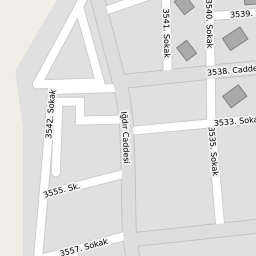 3541. Sokak
3540. Sokak
3539.
3538. Cadde
3542. Sokak
Iğdır Caddesi
3533. Soka
3535. Sokak
3555. Sk.
3557. Sokak